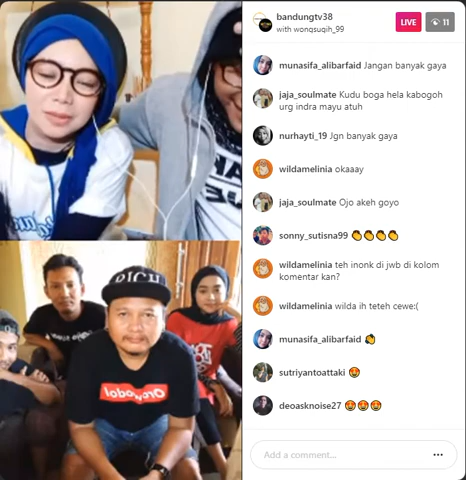 bandungtv38
with wongsuqih_99
LIVE
11
munasifa_alibarfaid Jangan banyak gaya
jaja_soulmate Kudu boga hela kabogoh
urg indra mayu atuh
nurhayti_19 Jgn banyak gaya
wildamelinia okaaay
jaja_soulmate Ojo akeh goyo
sonny_sutisna99 👏👏👏👏
wildamelinia teh inonk di jwb di kolom
komentar kan?
wildamelinia wilda ih teteh cewe:(
munasifa_alibarfaid 👏
sutriyantoattaki 😍
deoasknoise27 😍😍😍
Add a comment...
RICH